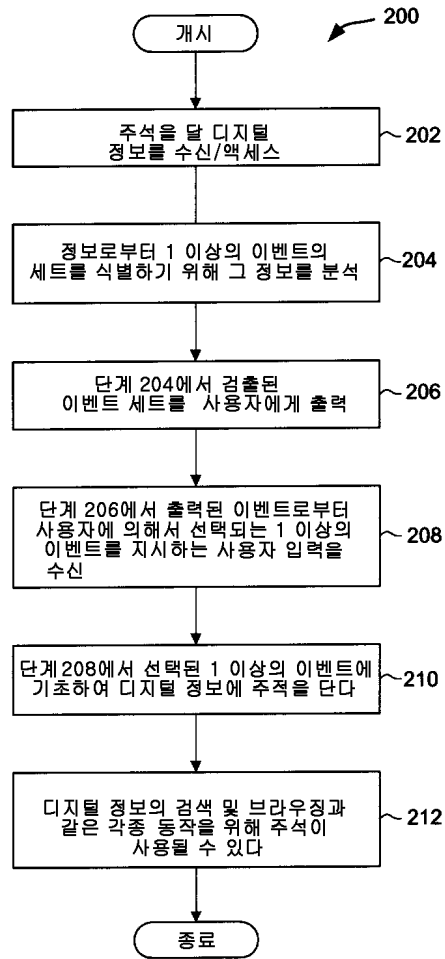 개시
200
주석을 달 디지털
정보를 수신/액세스
202
정보로부터 1 이상의 이벤트의
세트를 식별하기 위해 그 정보를 분석
204
단계 204에서 검출된
이벤트 세트를 사용자에게 출력
206
단계 206에서 출력된 이벤트로부터
사용자에 의해서 선택되는 1 이상의
이벤트를 지시하는 사용자 입력을
수신
208
단계 208에서 선택된 1 이상의 이벤트에
기초하여 디지털 정보에 주적을 단다
210
디지털 정보의 검색 및 브라우징과
같은 각종 동작을 위해 주석이
사용될 수 있다
212
종료